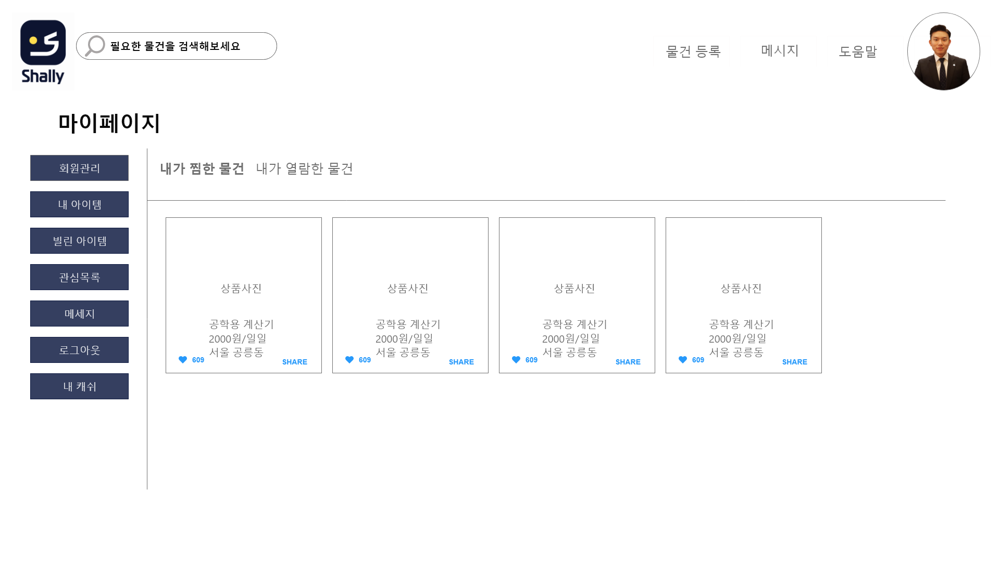 Shally
필요한 물건을 검색해보세요
물건 등록
메시지
도움말
마이페이지
회원관리
내 아이템
빌린 아이템
관심목록
메세지
로그아웃
내 캐쉬
내가 찜한 물건
내가 열람한 물건
상품사진
공학용 계산기
2000원/일일
서울 공릉동
609
SHARE
상품사진
공학용 계산기
2000원/일일
서울 공릉동
609
SHARE
상품사진
공학용 계산기
2000원/일일
서울 공릉동
609
SHARE
상품사진
공학용 계산기
2000원/일일
서울 공릉동
609
SHARE